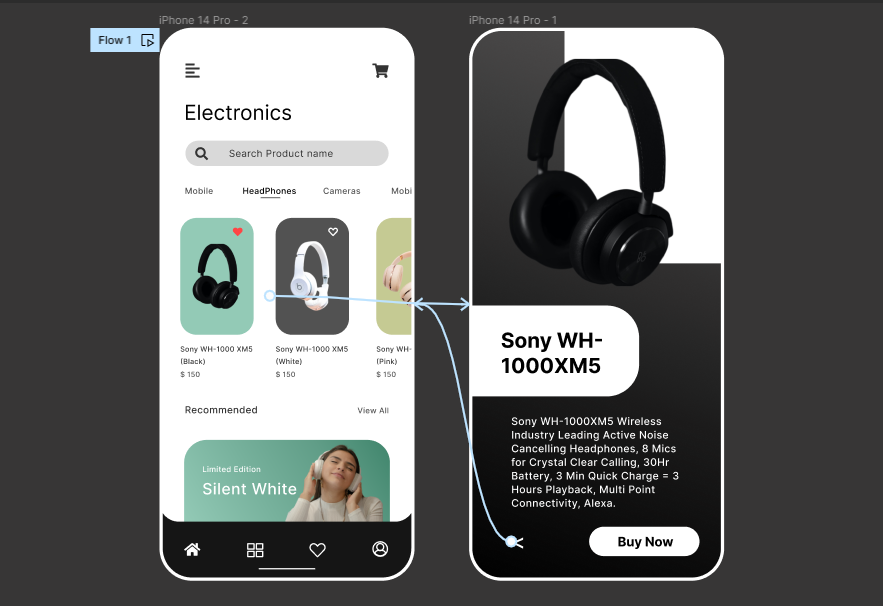 iPhone 14 Pro - 2
iPhone 14 Pro - 1
Flow 1
Electronics
Search Product name
Mobile HeadPhones Cameras Mobi
Sony WH-1000 XM5
(Black)
$ 150
Sony WH-1000 XM5
(White)
$ 150
Sony WH-
(Pink)
$ 150
Recommended View All
Limited Edition
Silent White
Sony WH-
1000XM5
Sony WH-1000XM5 Wireless
Industry Leading Active Noise
Cancelling Headphones, 8 Mics
for Crystal Clear Calling, 30Hr
Battery, 3 Min Quick Charge = 3
Hours Playback, Multi Point
Connectivity, Alexa.
Buy Now